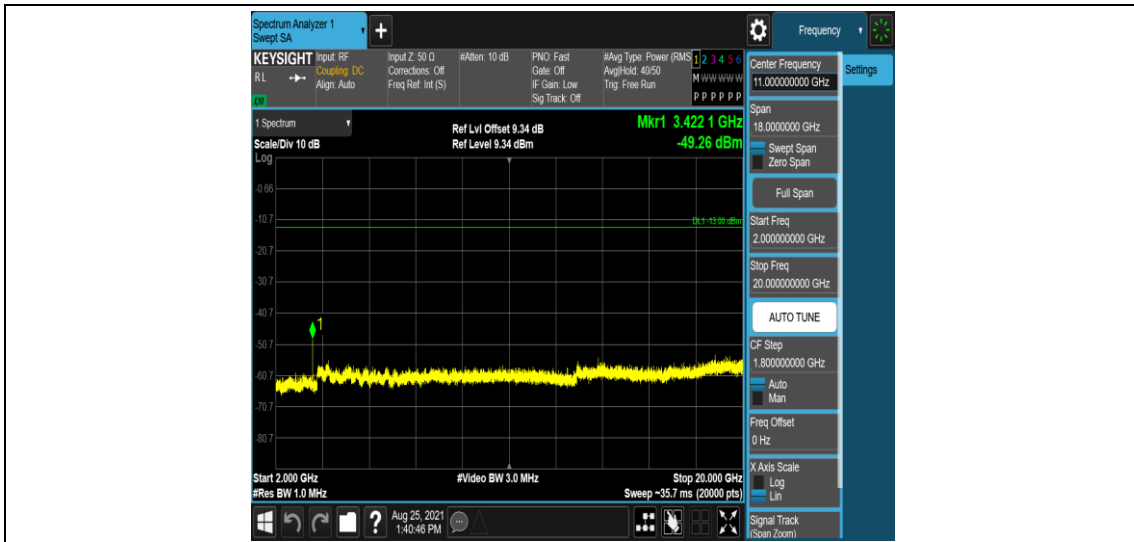 Spectrum Analyzer 1
Swept SA
+
Frequency
KEYSIGHT
RL
LXI
Input: RF
Coupling: DC
Align: Auto
Input Z: 50 Ω
Corrections: Off
Freq Ref: Int (S)
#Atten: 10 dB
PNO: Fast
Gate: Off
IF Gain: Low
Sig Track: Off
#Avg Type: Power (RMS
Avg|Hold: 40/50
Trig: Free Run
1 2 3 4 5 6
M W W W W W
P P P P P P
1 Spectrum
Scale/Div 10 dB
Log
Ref Lvl Offset 9.34 dB
Ref Level 9.34 dBm
Mkr1 3.422 1 GHz
-49.26 dBm
-0.66
-10.7
DL1 -13.00 dBm
-20.7
-30.7
-40.7
1
-50.7
-60.7
-70.7
-80.7
Start 2.000 GHz
#Res BW 1.0 MHz
#Video BW 3.0 MHz
Stop 20.000 GHz
Sweep ~35.7 ms (20000 pts)
?
Aug 25, 2021
1:40:46 PM
Center Frequency
11.000000000 GHz
Settings
Span
18.0000000 GHz
Swept Span
Zero Span
Full Span
Start Freq
2.000000000 GHz
Stop Freq
20.000000000 GHz
AUTO TUNE
CF Step
1.800000000 GHz
Auto
Man
Freq Offset
0 Hz
X Axis Scale
Log
Lin
Signal Track
(Span Zoom)